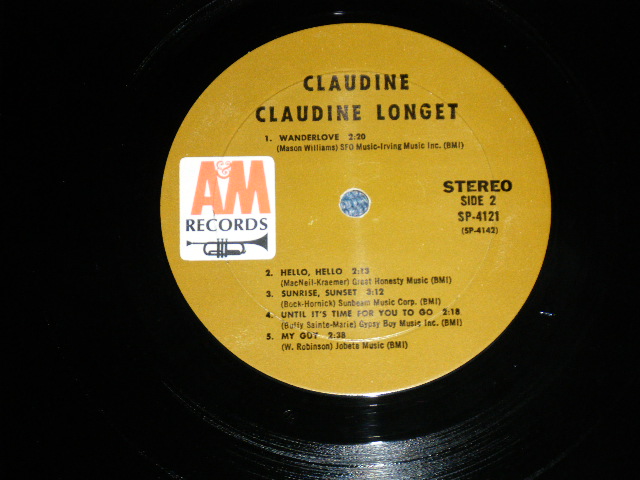 CLAUDINE
CLAUDINE LONGET
1. WANDERLOVE 2:20
(Mason Williams) SFO Music-Irving Music Inc. (BMI)
A&M
RECORDS
STEREO
SIDE 2
SP-4121
(SP-4142)
2. HELLO, HELLO 2:13
(MacNeil-Kraemer) Great Honesty Music (BMI)
3. SUNRISE, SUNSET 3:12
(Bock-Hornick) Sunbeam Music Corp. (BMI)
4. UNTIL IT'S TIME FOR YOU TO GO 2:18
(Buffy Sainte-Marie) Gypsy Boy Music Inc. (BMI)
5. MY GUY 2:38
(W. Robinson) Jobete Music (BMI)